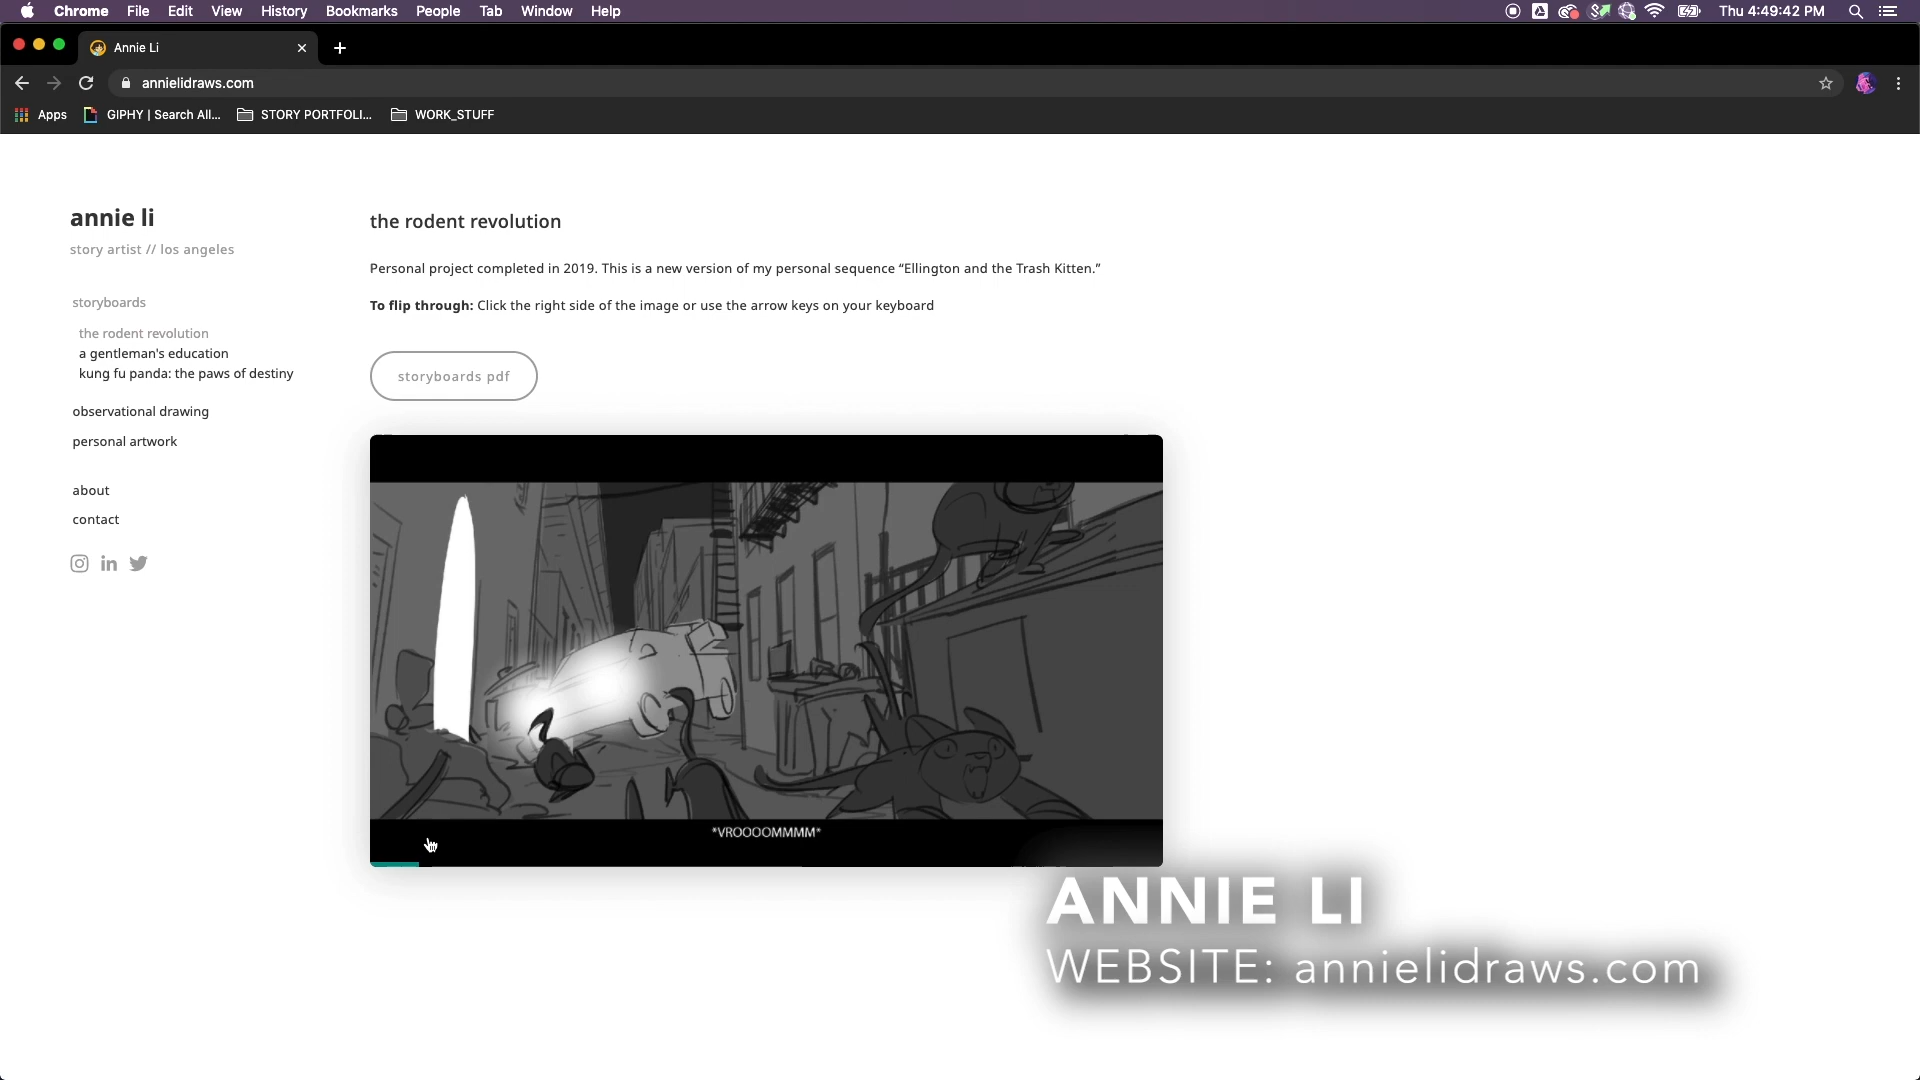 Chrome File Edit View History Bookmarks People Tab Window Help Thu 4:49:42 PM
Annie Li
annielidraws.com
Apps GIPHY | Search All... STORY PORTFOLI... WORK_STUFF
annie li
story artist // los angeles
storyboards
the rodent revolution
a gentleman's education
kung fu panda: the paws of destiny
observational drawing
personal artwork
about
contact
the rodent revolution
Personal project completed in 2019. This is a new version of my personal sequence “Ellington and the Trash Kitten.”
To flip through: Click the right side of the image or use the arrow keys on your keyboard
storyboards pdf
*VROOOOMMMM*
ANNIE LI
WEBSITE: annielidraws.com